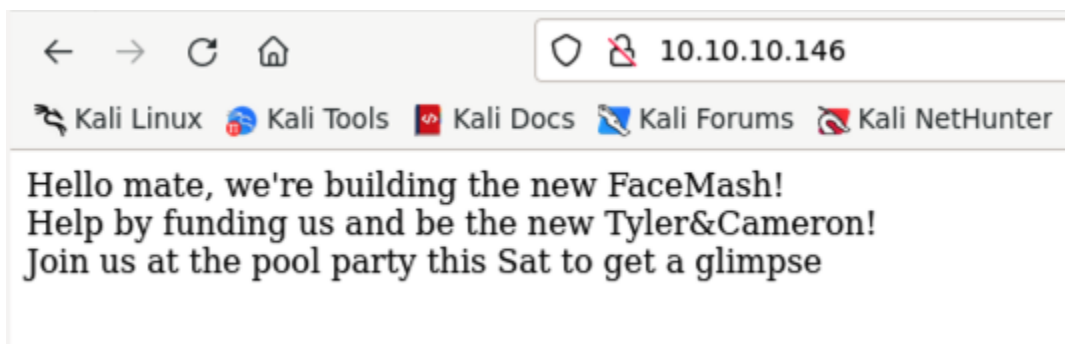 10.10.10.146
Kali Linux Kali Tools Kali Docs Kali Forums Kali NetHunter
Hello mate, we're building the new FaceMash!
Help by funding us and be the new Tyler&Cameron!
Join us at the pool party this Sat to get a glimpse